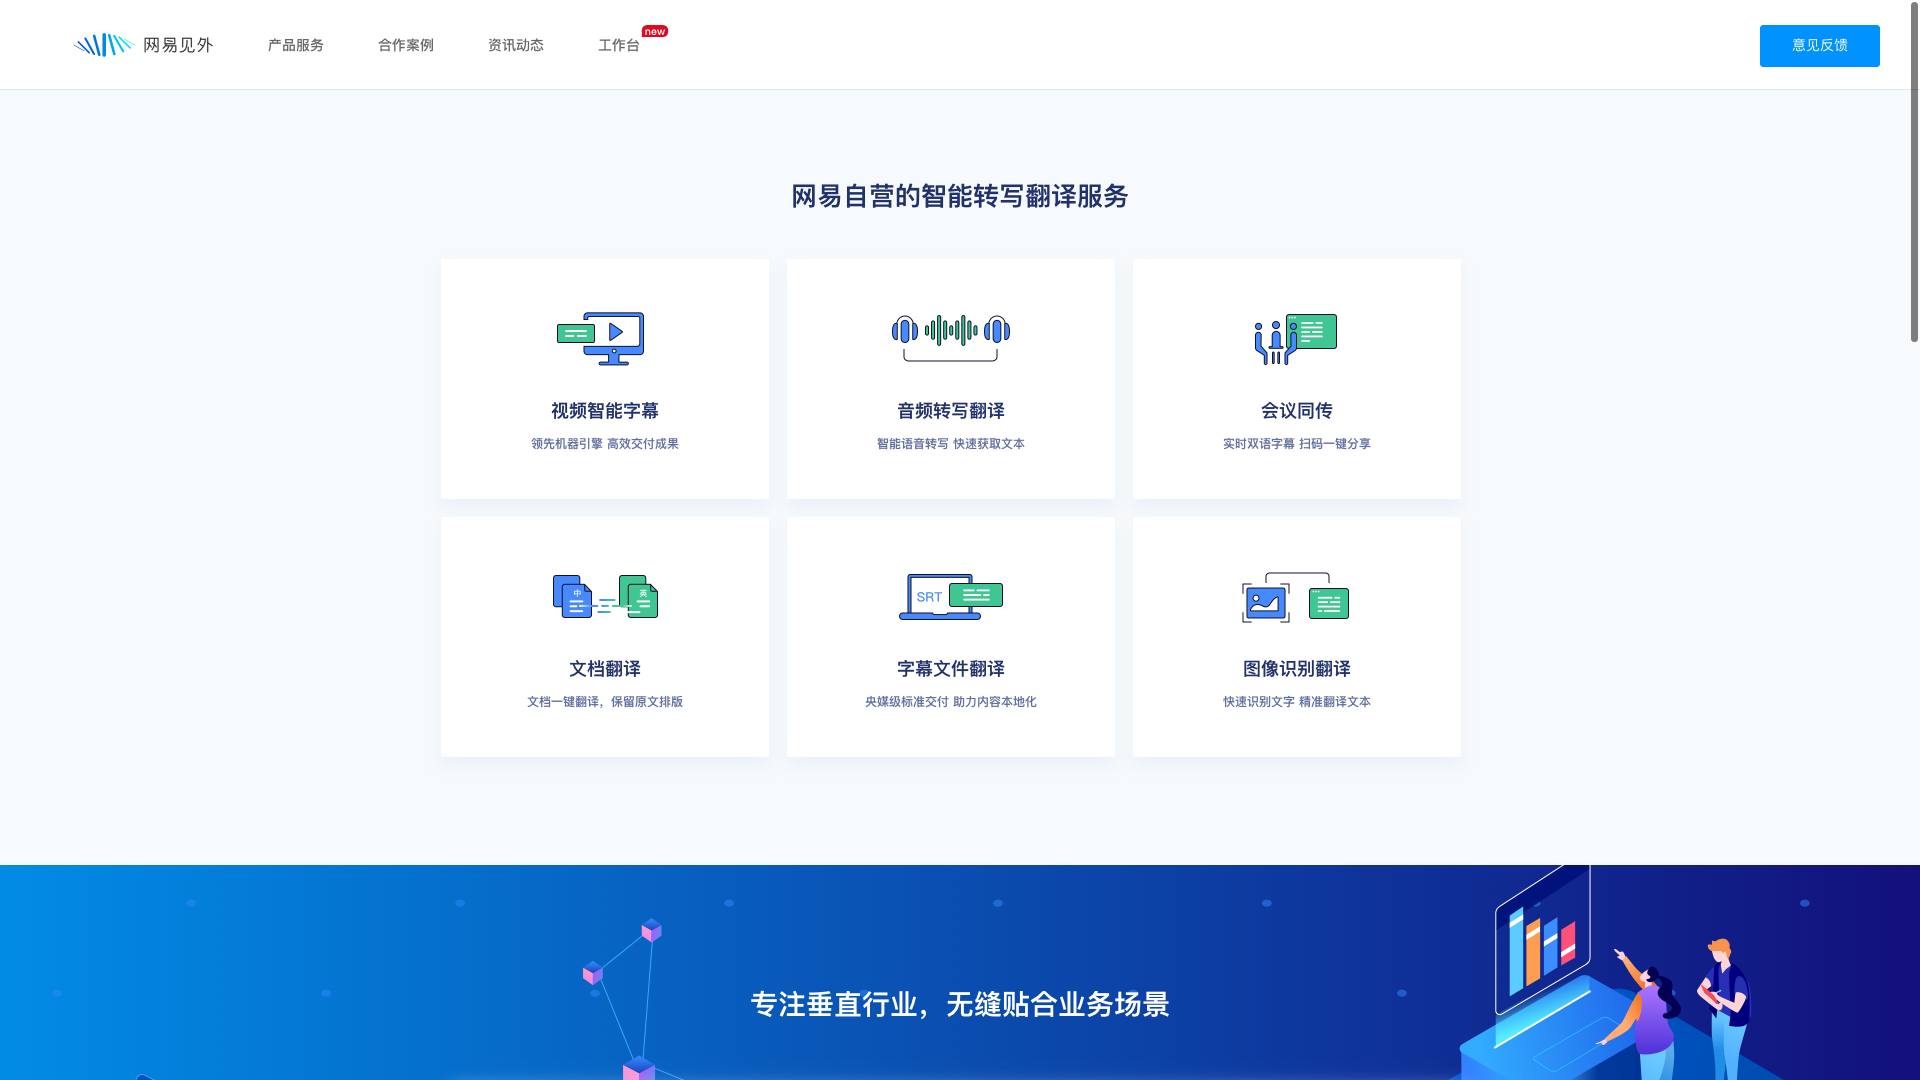 网易见外
产品服务
合作案例
资讯动态
工作台
new
意见反馈
网易自营的智能转写翻译服务
视频智能字幕
领先机器引擎 高效交付成果
音频转写翻译
智能语音转写 快速获取文本
会议同传
实时双语字幕 扫码一键分享
中
英
文档翻译
文档一键翻译，保留原文排版
SRT
字幕文件翻译
央媒级标准交付 助力内容本地化
图像识别翻译
快速识别文字 精准翻译文本
专注垂直行业，无缝贴合业务场景